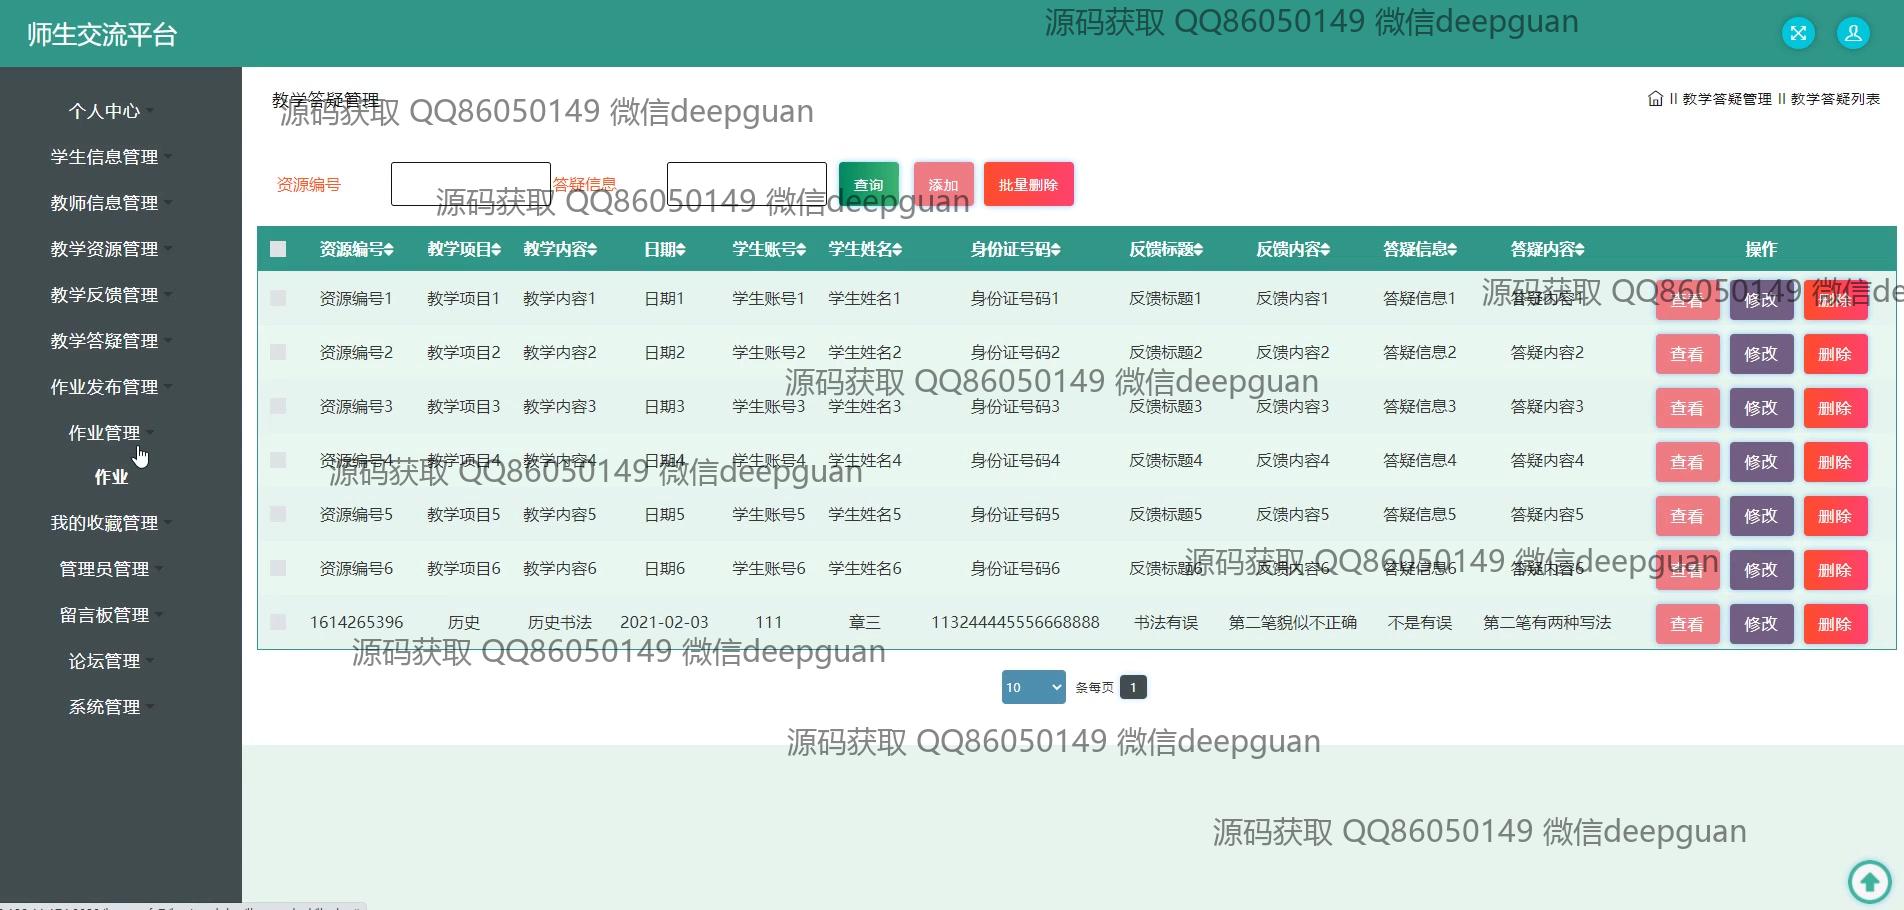 师生交流平台
源码获取 QQ86050149 微信deepguan
个人中心
学生信息管理
教师信息管理
教学资源管理
教学反馈管理
教学答疑管理
作业发布管理
作业管理
作业
我的收藏管理
管理员管理
留言板管理
论坛管理
系统管理
教学答疑管理
源码获取 QQ86050149 微信deepguan
教学答疑管理 教学答疑列表
资源编号 答疑信息 查询 添加 批量删除
源码获取 QQ86050149 微信deepguan
资源编号 教学项目 教学内容 日期 学生账号 学生姓名 身份证号码 反馈标题 反馈内容 答疑信息 答疑内容 操作
资源编号1 教学项目1 教学内容1 日期1 学生账号1 学生姓名1 身份证号码1 反馈标题1 反馈内容1 答疑信息1 答疑内容1 查看 修改 删除
源码获取 QQ86050149 微信de
资源编号2 教学项目2 教学内容2 日期2 学生账号2 学生姓名2 身份证号码2 反馈标题2 反馈内容2 答疑信息2 答疑内容2 查看 修改 删除
源码获取 QQ86050149 微信deepguan
资源编号3 教学项目3 教学内容3 日期3 学生账号3 学生姓名3 身份证号码3 反馈标题3 反馈内容3 答疑信息3 答疑内容3 查看 修改 删除
资源编号4 教学项目4 教学内容4 日期4 学生账号4 学生姓名4 身份证号码4 反馈标题4 反馈内容4 答疑信息4 答疑内容4 查看 修改 删除
源码获取 QQ86050149 微信deepguan
资源编号5 教学项目5 教学内容5 日期5 学生账号5 学生姓名5 身份证号码5 反馈标题5 反馈内容5 答疑信息5 答疑内容5 查看 修改 删除
资源编号6 教学项目6 教学内容6 日期6 学生账号6 学生姓名6 身份证号码6 反馈标题6 反馈内容6 答疑信息6 答疑内容6 查看 修改 删除
源码获取 QQ86050149 微信deepguan
1614265396 历史 历史书法 2021-02-03 111 章三 113244445556668888 书法有误 第二笔貌似不正确 不是有误 第二笔有两种写法 查看 修改 删除
源码获取 QQ86050149 微信deepguan
10 条每页 1
源码获取 QQ86050149 微信deepguan
源码获取 QQ86050149 微信deepguan